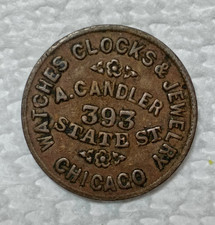 WATCHES CLOCKS & JEWELRY
A. CANDLER
393
STATE ST.
CHICAGO